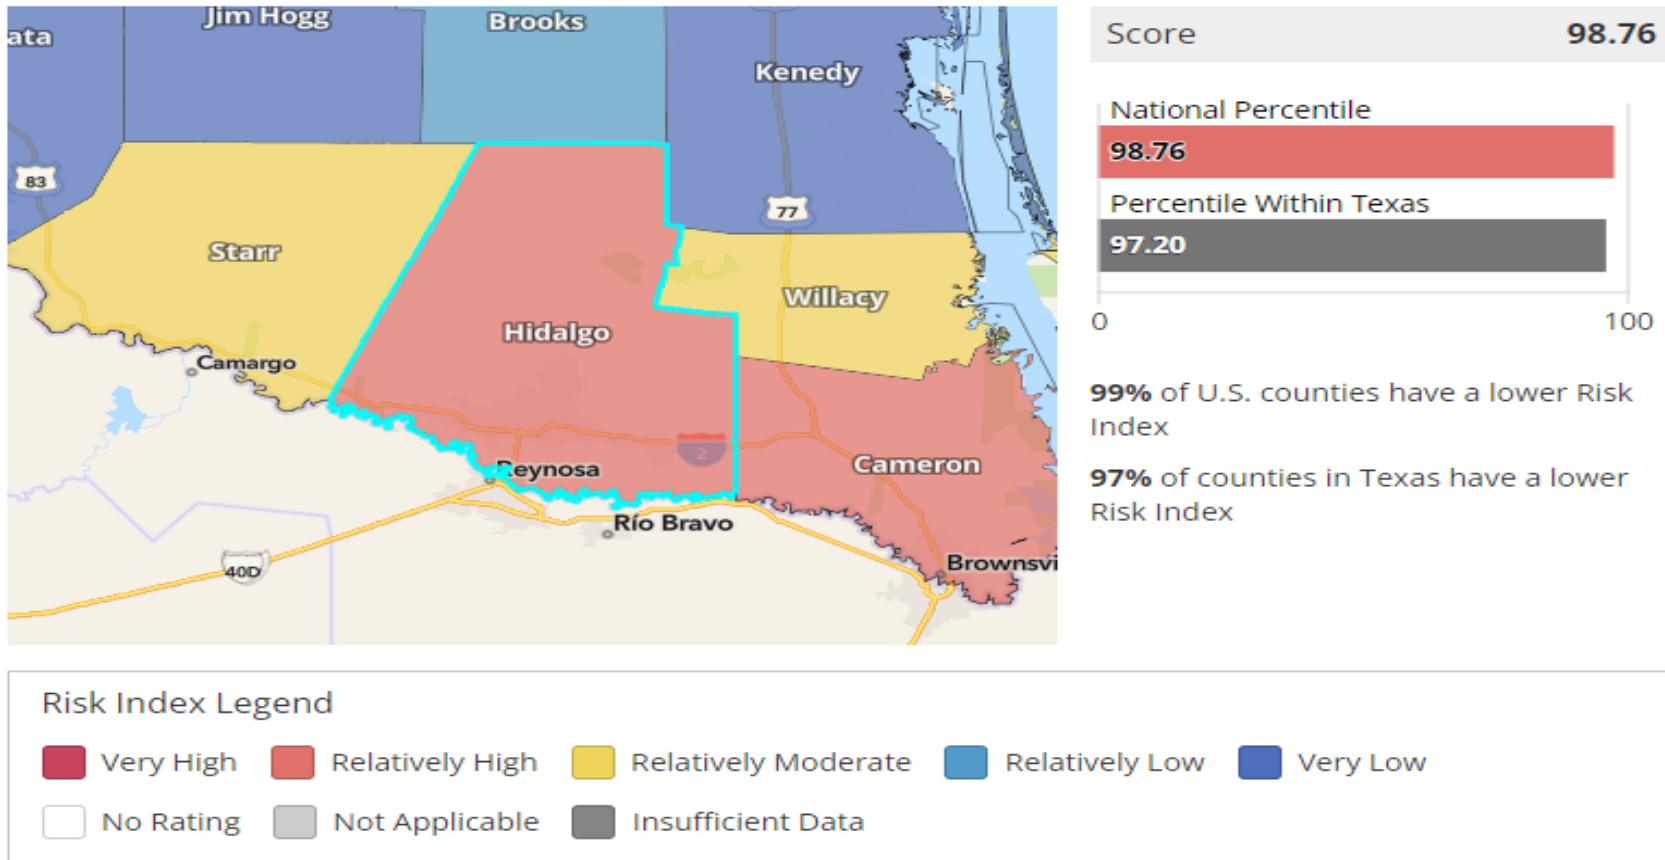 Jim Hogg
Brooks
ata
Kenedy
83
77
Starr
Willacy
Hidalgo
Camargo
2
Cameron
Reynosa
Río Bravo
40D
Brownsvi
Score 98.76
National Percentile
98.76
Percentile Within Texas
97.20
0 100
99% of U.S. counties have a lower Risk
Index
97% of counties in Texas have a lower
Risk Index
Risk Index Legend
Very High Relatively High Relatively Moderate Relatively Low Very Low
No Rating Not Applicable Insufficient Data